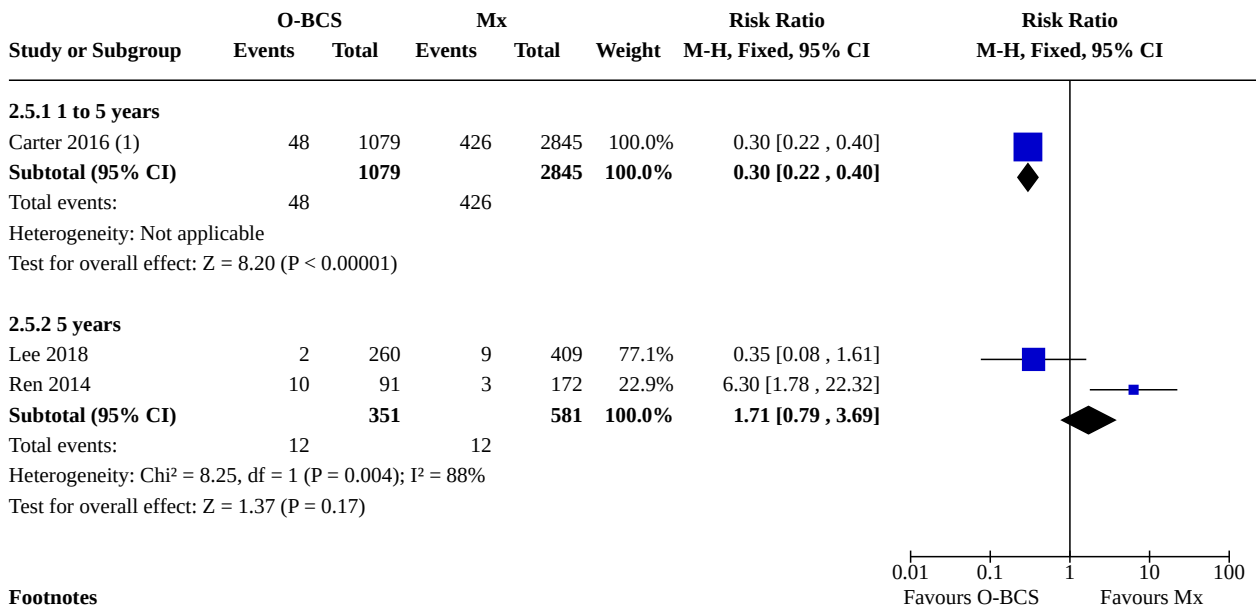 O-BCS Mx Risk Ratio Risk Ratio
Study or Subgroup Events Total Events Total Weight M-H, Fixed, 95% CI M-H, Fixed, 95% CI
2.5.1 1 to 5 years
Carter 2016 (1) 48 1079 426 2845 100.0% 0.30 [0.22 , 0.40]
Subtotal (95% CI) 1079 2845 100.0% 0.30 [0.22 , 0.40]
Total events: 48 426
Heterogeneity: Not applicable
Test for overall effect: Z = 8.20 (P < 0.00001)
2.5.2 5 years
Lee 2018 2 260 9 409 77.1% 0.35 [0.08 , 1.61]
Ren 2014 10 91 3 172 22.9% 6.30 [1.78 , 22.32]
Subtotal (95% CI) 351 581 100.0% 1.71 [0.79 , 3.69]
Total events: 12 12
Heterogeneity: Chi² = 8.25, df = 1 (P = 0.004); I² = 88%
Test for overall effect: Z = 1.37 (P = 0.17)
0.01 0.1 1 10 100
Footnotes Favours O-BCS Favours Mx